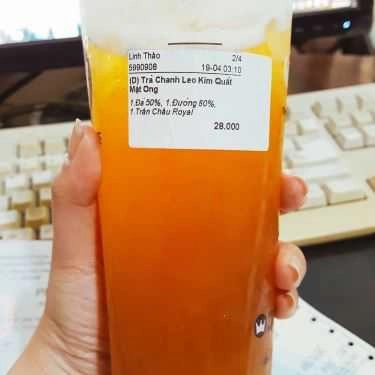 Linh Thảo 2/4
5990908 19-04 03:10
(D) Trà Chanh Leo Kim Quất
Mật Ong
1.Đá 50%, 1.Đường 50%,
1.Trân Châu Royal
28.000